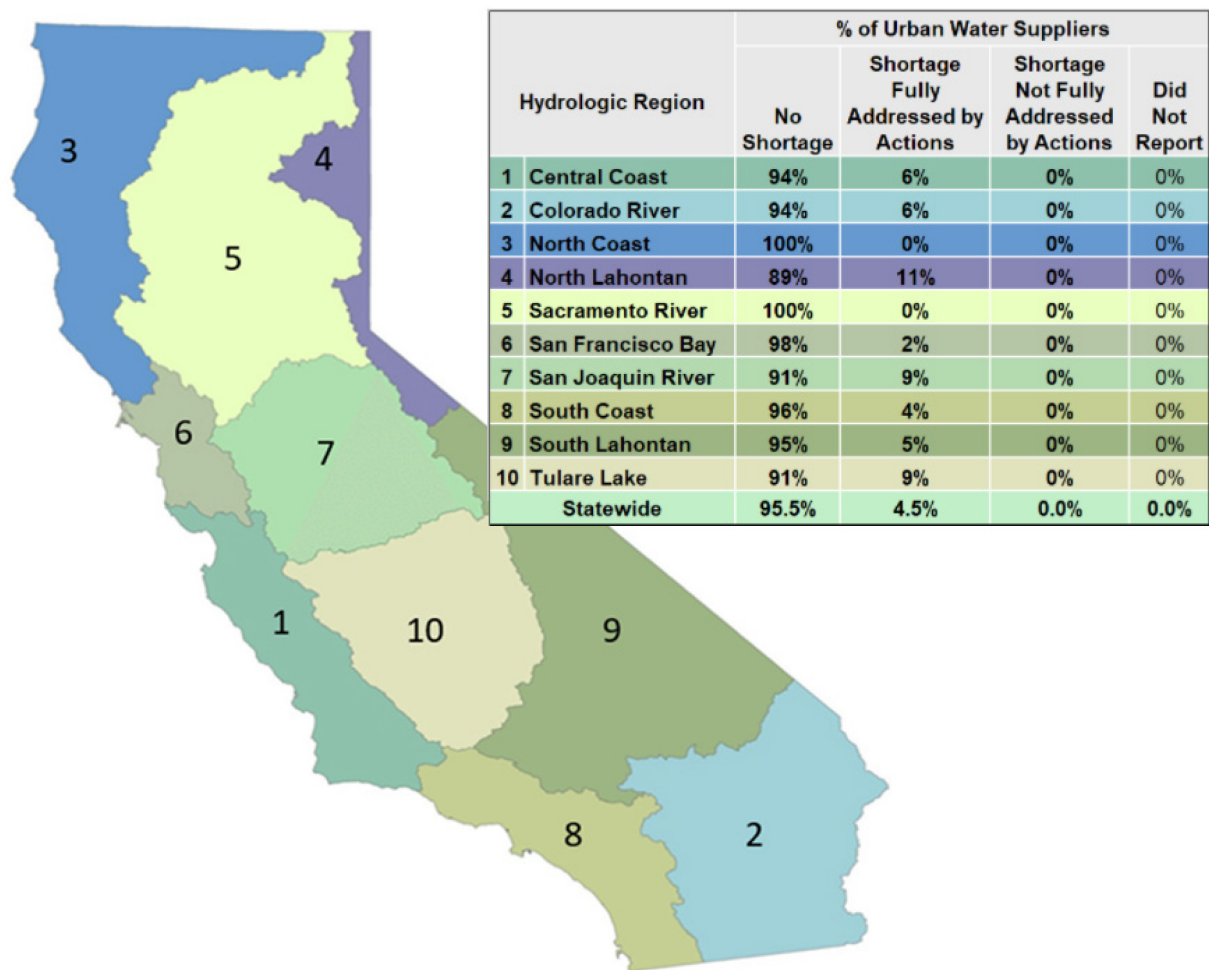 % of Urban Water Suppliers
Hydrologic Region
No
Shortage
Shortage
Fully
Addressed by
Actions
Shortage
Not Fully
Addressed
by Actions
Did
Not
Report
1 Central Coast 94% 6% 0% 0%
2 Colorado River 94% 6% 0% 0%
3 North Coast 100% 0% 0% 0%
4 North Lahontan 89% 11% 0% 0%
5 Sacramento River 100% 0% 0% 0%
6 San Francisco Bay 98% 2% 0% 0%
7 San Joaquin River 91% 9% 0% 0%
8 South Coast 96% 4% 0% 0%
9 South Lahontan 95% 5% 0% 0%
10 Tulare Lake 91% 9% 0% 0%
Statewide 95.5% 4.5% 0.0% 0.0%
3
4
5
6
7
1
10
9
8
2